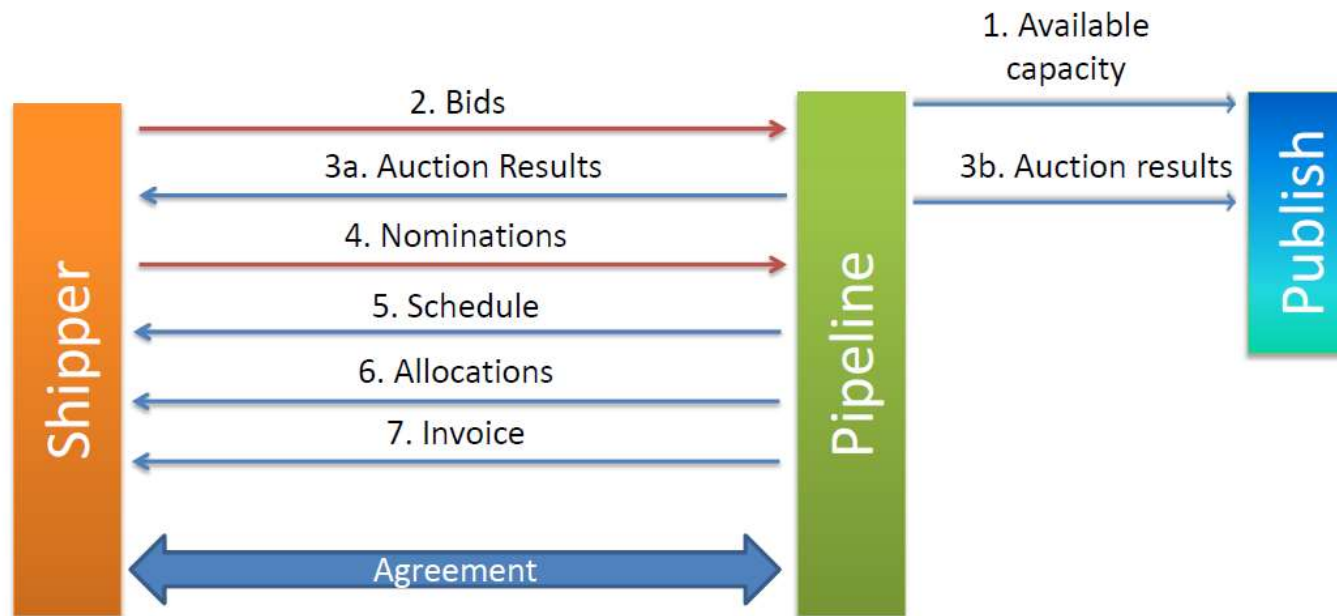 1. Available
capacity
2. Bids
3a. Auction Results
3b. Auction results
4. Nominations
5. Schedule
6. Allocations
7. Invoice
Agreement
Shipper
Pipeline
Publish